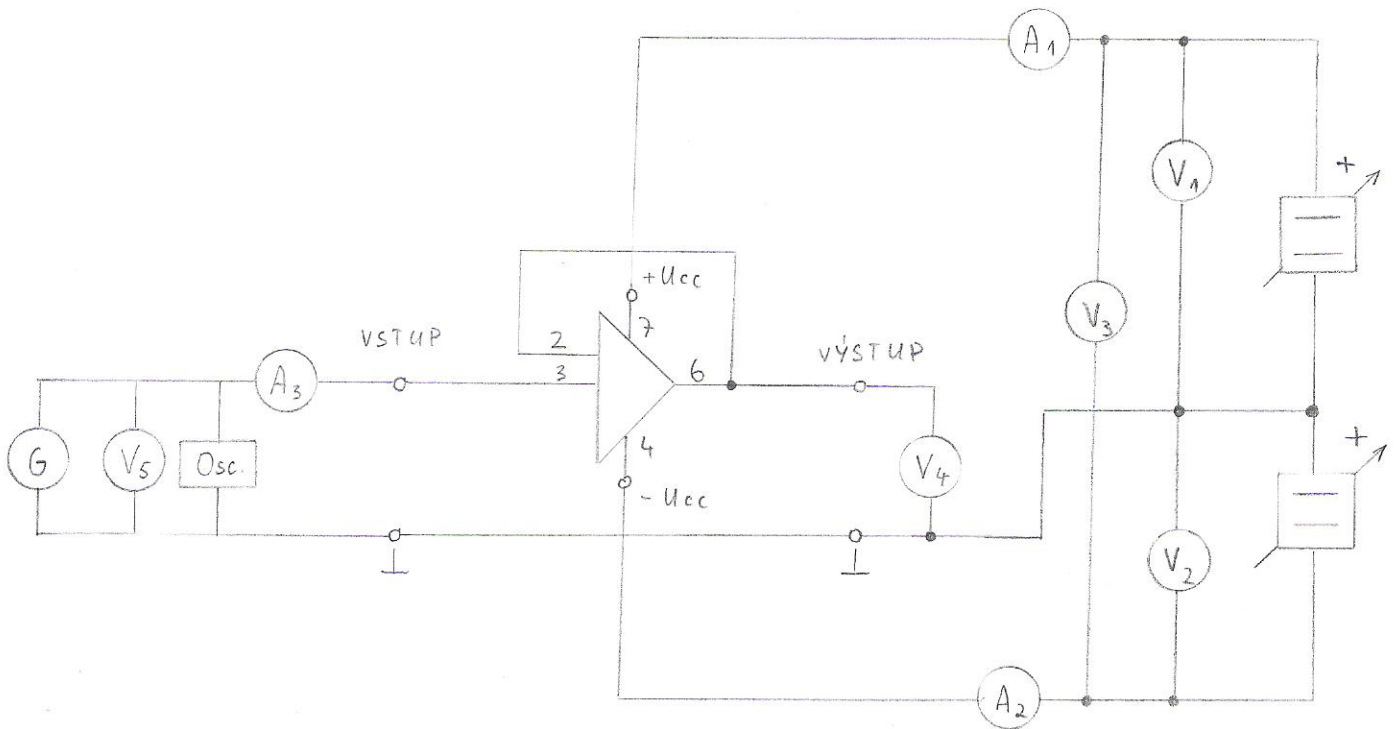 A1
+
V1
+Ucc
7
V3
VSTUP
2
3
6
VÝSTUP
A3
G
V5
Osc.
4
-Ucc
V4
+
V2
A2